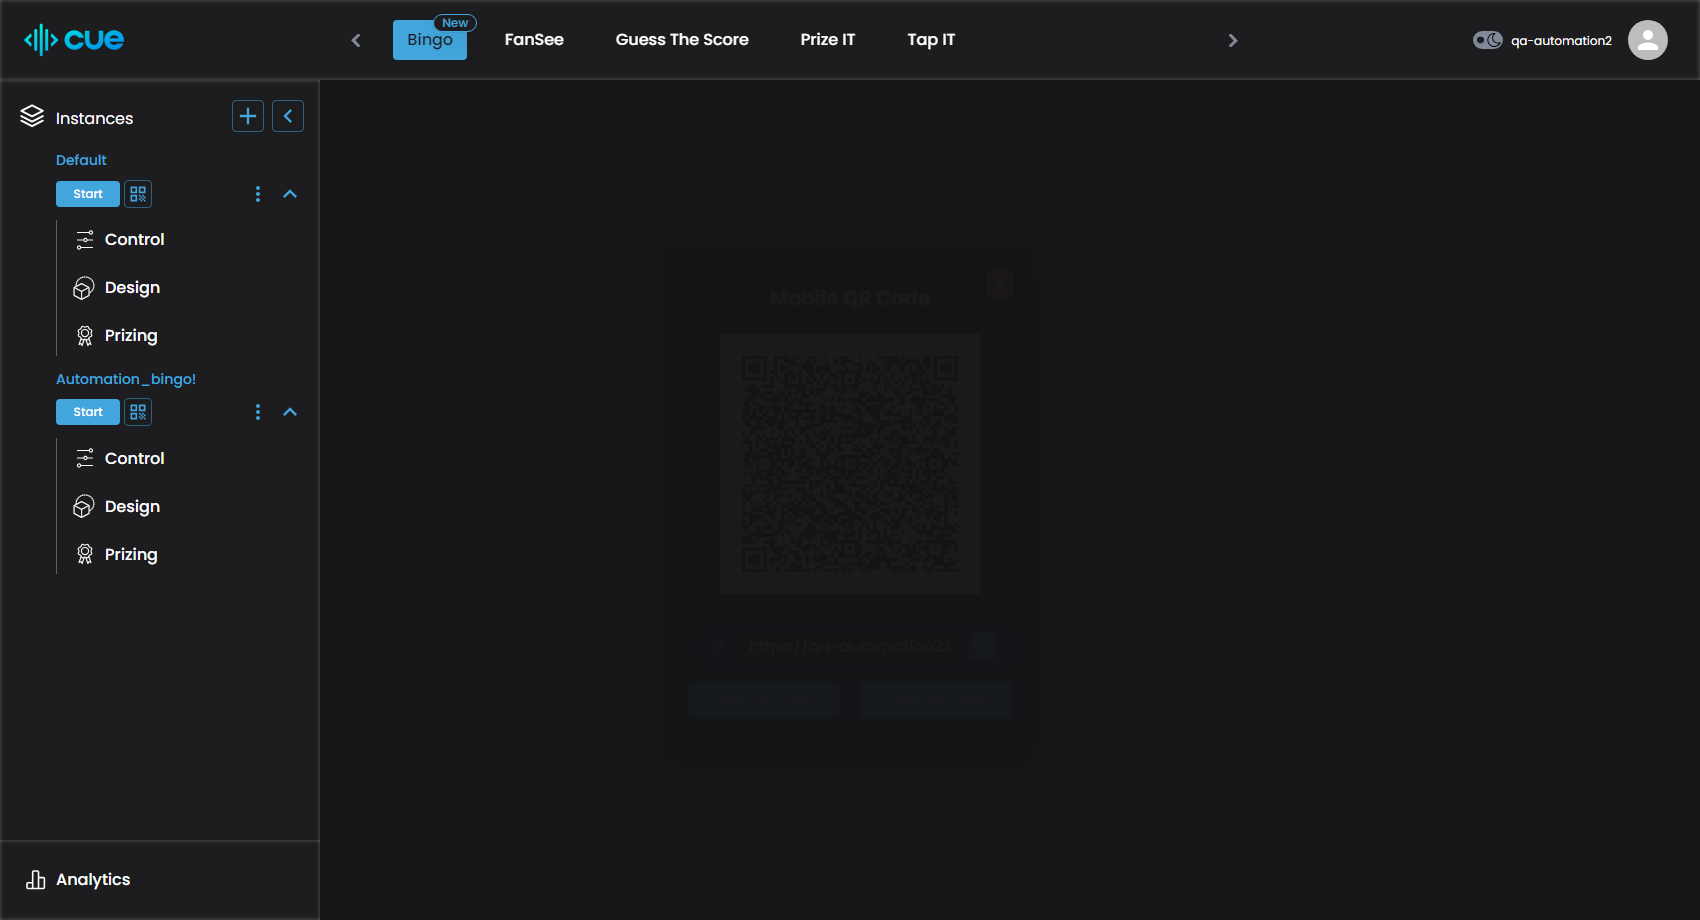 cue
Bingo
New
FanSee
Guess The Score
Prize IT
Tap IT
qa-automation2
Instances
Default
Start
Control
Design
Prizing
Automation_bingo!
Start
Control
Design
Prizing
Mobile QR Code
https://qa-automation2.f
Analytics